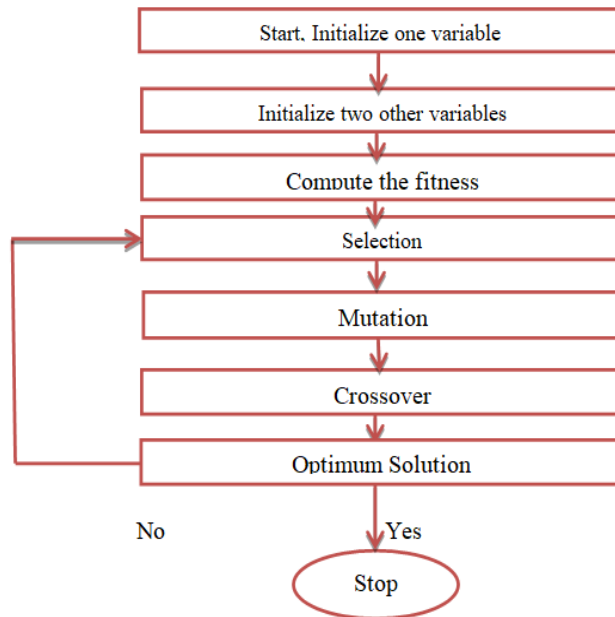 Start, Initialize one variable
Initialize two other variables
Compute the fitness
Selection
Mutation
Crossover
Optimum Solution
No Yes
Stop